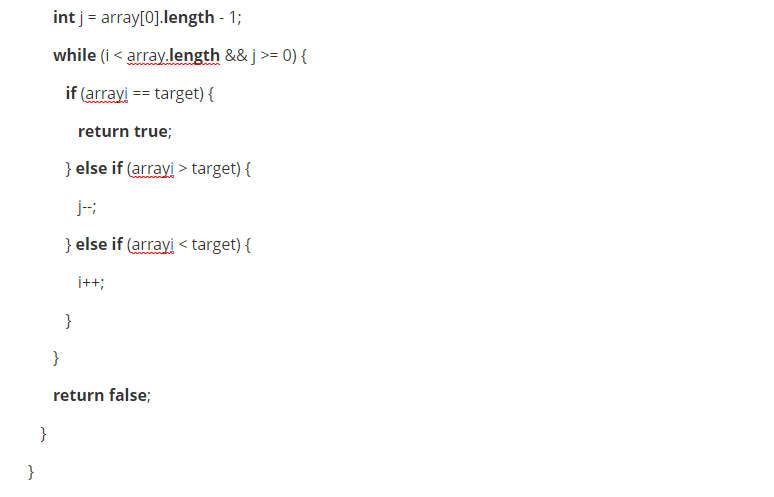 int j = array[0].length - 1;
while (i < array.length && j >= 0) {
if (arrayi == target) {
return true;
} else if (arrayi > target) {
j--;
} else if (arrayi < target) {
i++;
}
}
return false;
}
}